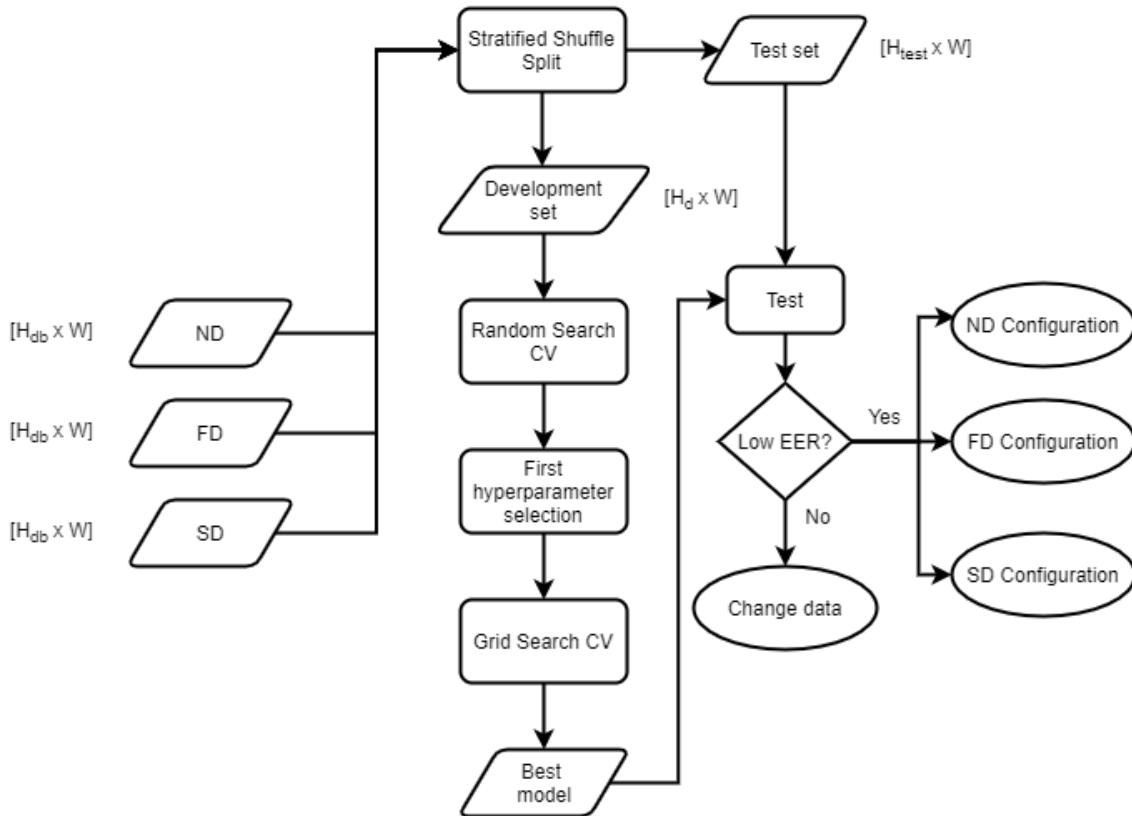 Stratified Shuffle
Split
Test set
[H_test x W]
Development
set
[H_d x W]
[H_db x W]
ND
[H_db x W]
FD
[H_db x W]
SD
Random Search
CV
First
hyperparameter
selection
Grid Search CV
Best
model
Test
Low EER?
Yes
No
Change data
ND Configuration
FD Configuration
SD Configuration